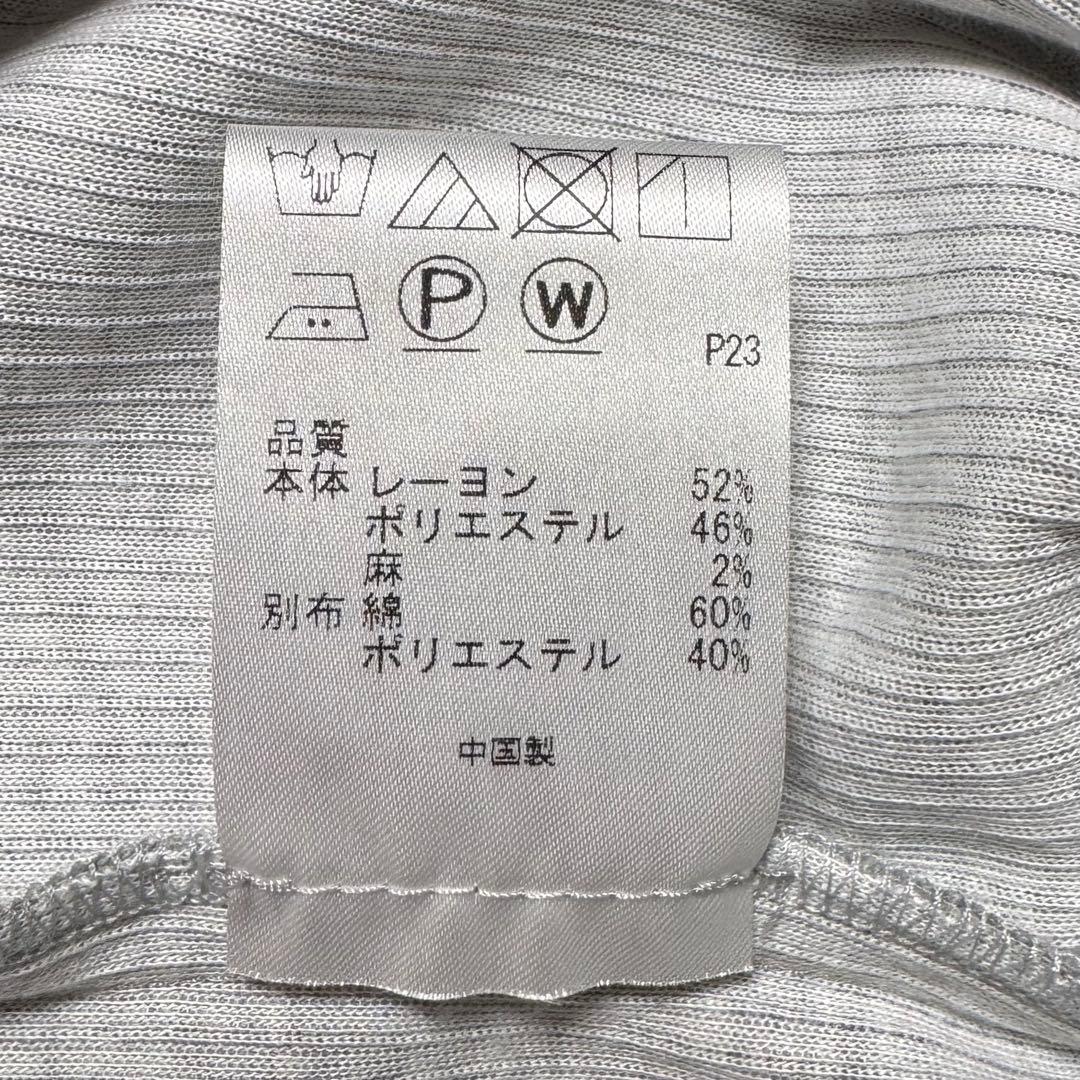 P W
P23
品質
本体 レーヨン 52%
ポリエステル 46%
麻 2%
別布 綿 60%
ポリエステル 40%
中国製